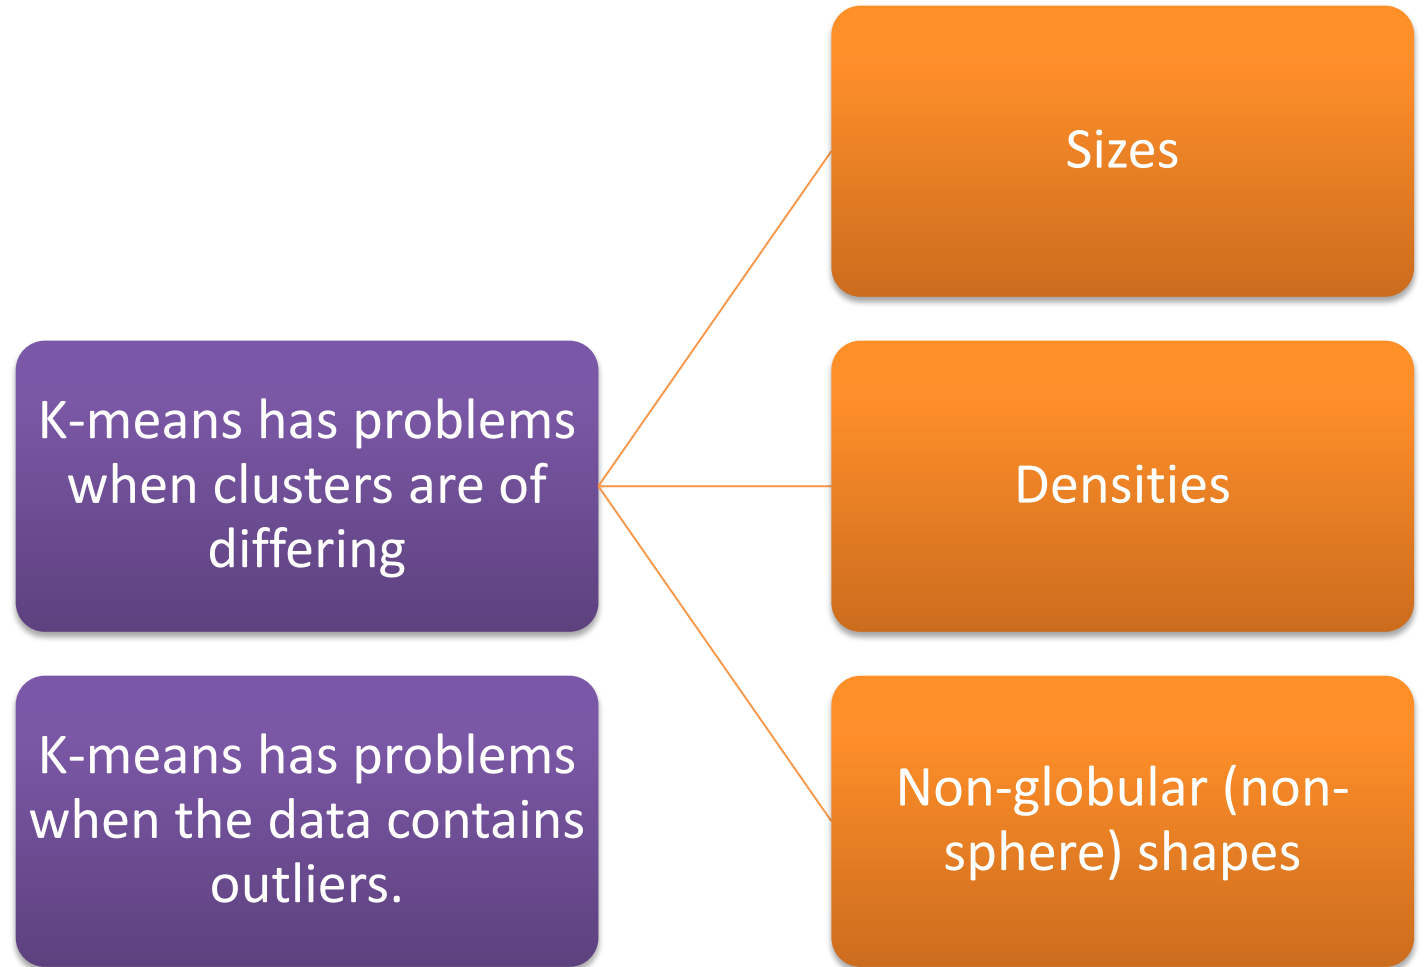 K-means has problems
when clusters are of
differing
Sizes
Densities
Non-globular (non-
sphere) shapes
K-means has problems
when the data contains
outliers.